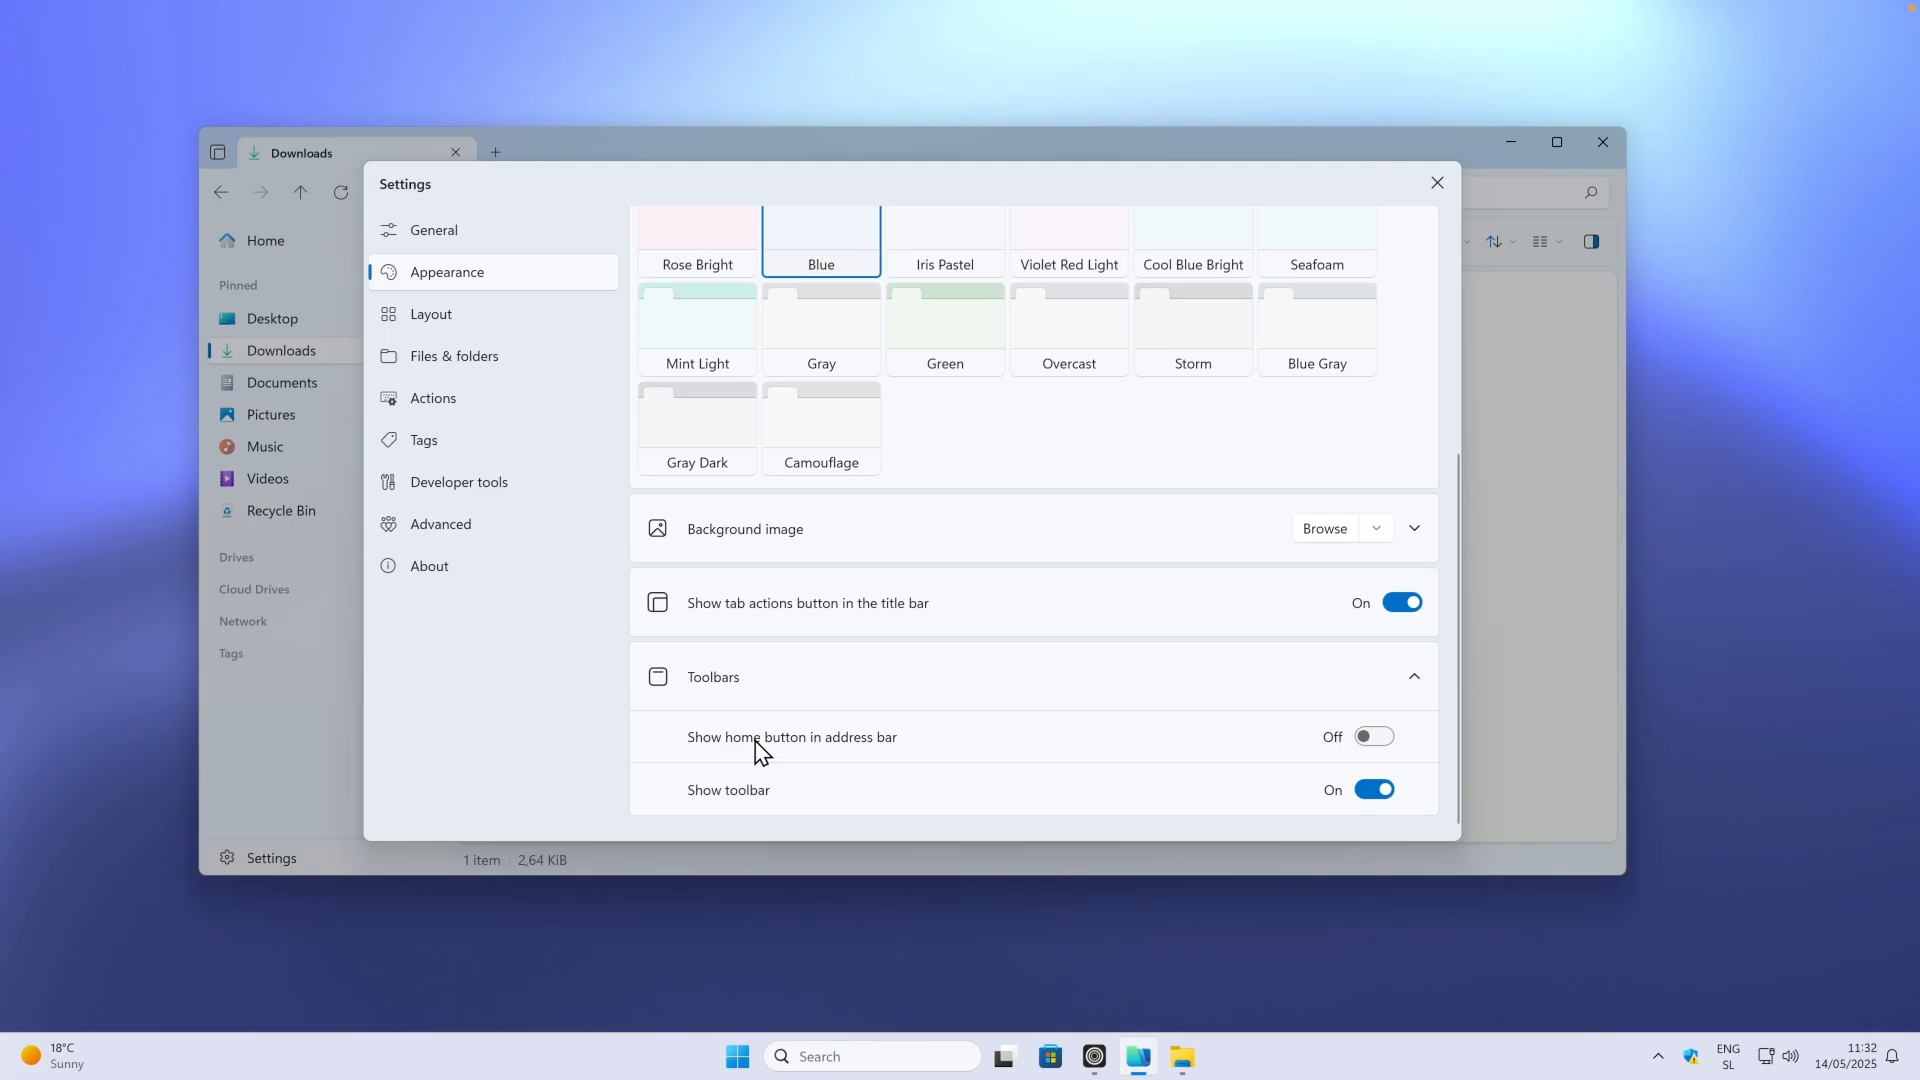 Downloads
Settings
Home
Pinned
Desktop
Downloads
Documents
Pictures
Music
Videos
Recycle Bin
Drives
Cloud Drives
Network
Tags
Settings
1 item
2,64 KiB
General
Appearance
Layout
Files & folders
Actions
Tags
Developer tools
Advanced
About
Rose Bright
Blue
Iris Pastel
Violet Red Light
Cool Blue Bright
Seafoam
Mint Light
Gray
Green
Overcast
Storm
Blue Gray
Gray Dark
Camouflage
Background image
Browse
Show tab actions button in the title bar
On
Toolbars
Show home button in address bar
Off
Show toolbar
On
18°C
Sunny
Search
ENG
SL
11:32
14/05/2025